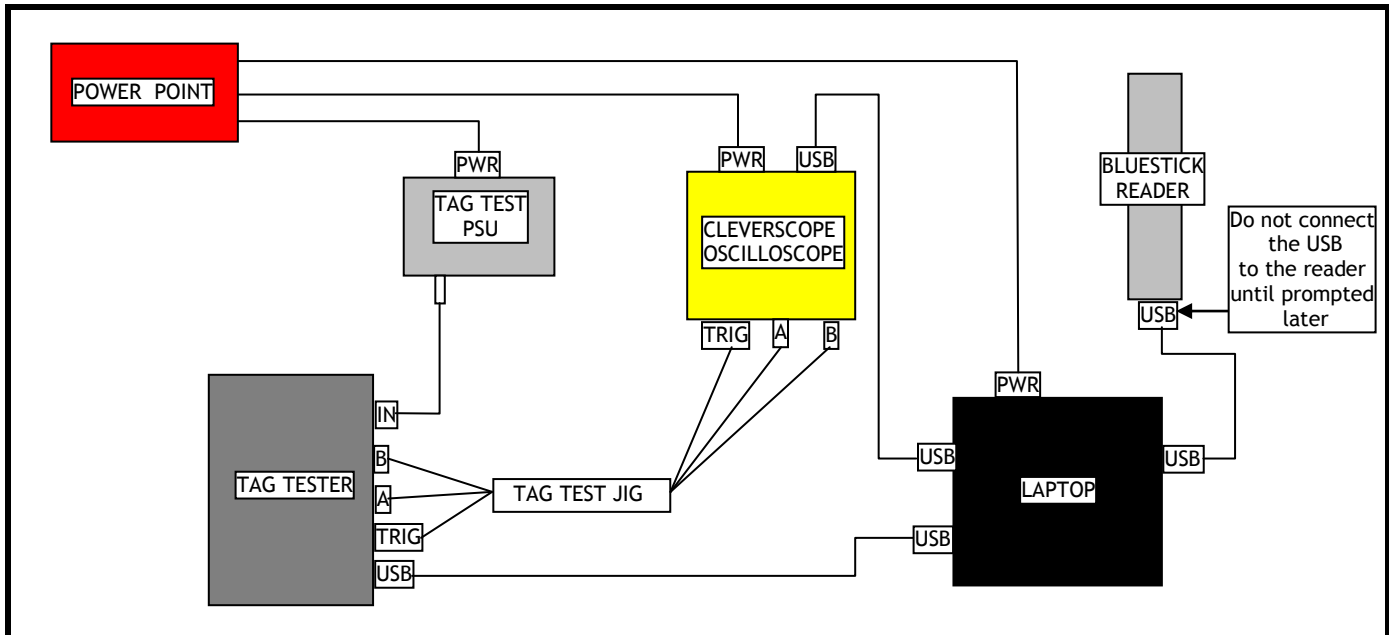 POWER POINT
PWR
TAG TEST
PSU
PWR
USB
CLEVERSCOPE
OSCILLOSCOPE
TRIG
A
B
BLUESTICK
READER
USB
Do not connect
the USB
to the reader
until prompted
later
IN
B
A
TRIG
USB
TAG TESTER
TAG TEST JIG
PWR
USB
USB
LAPTOP
USB